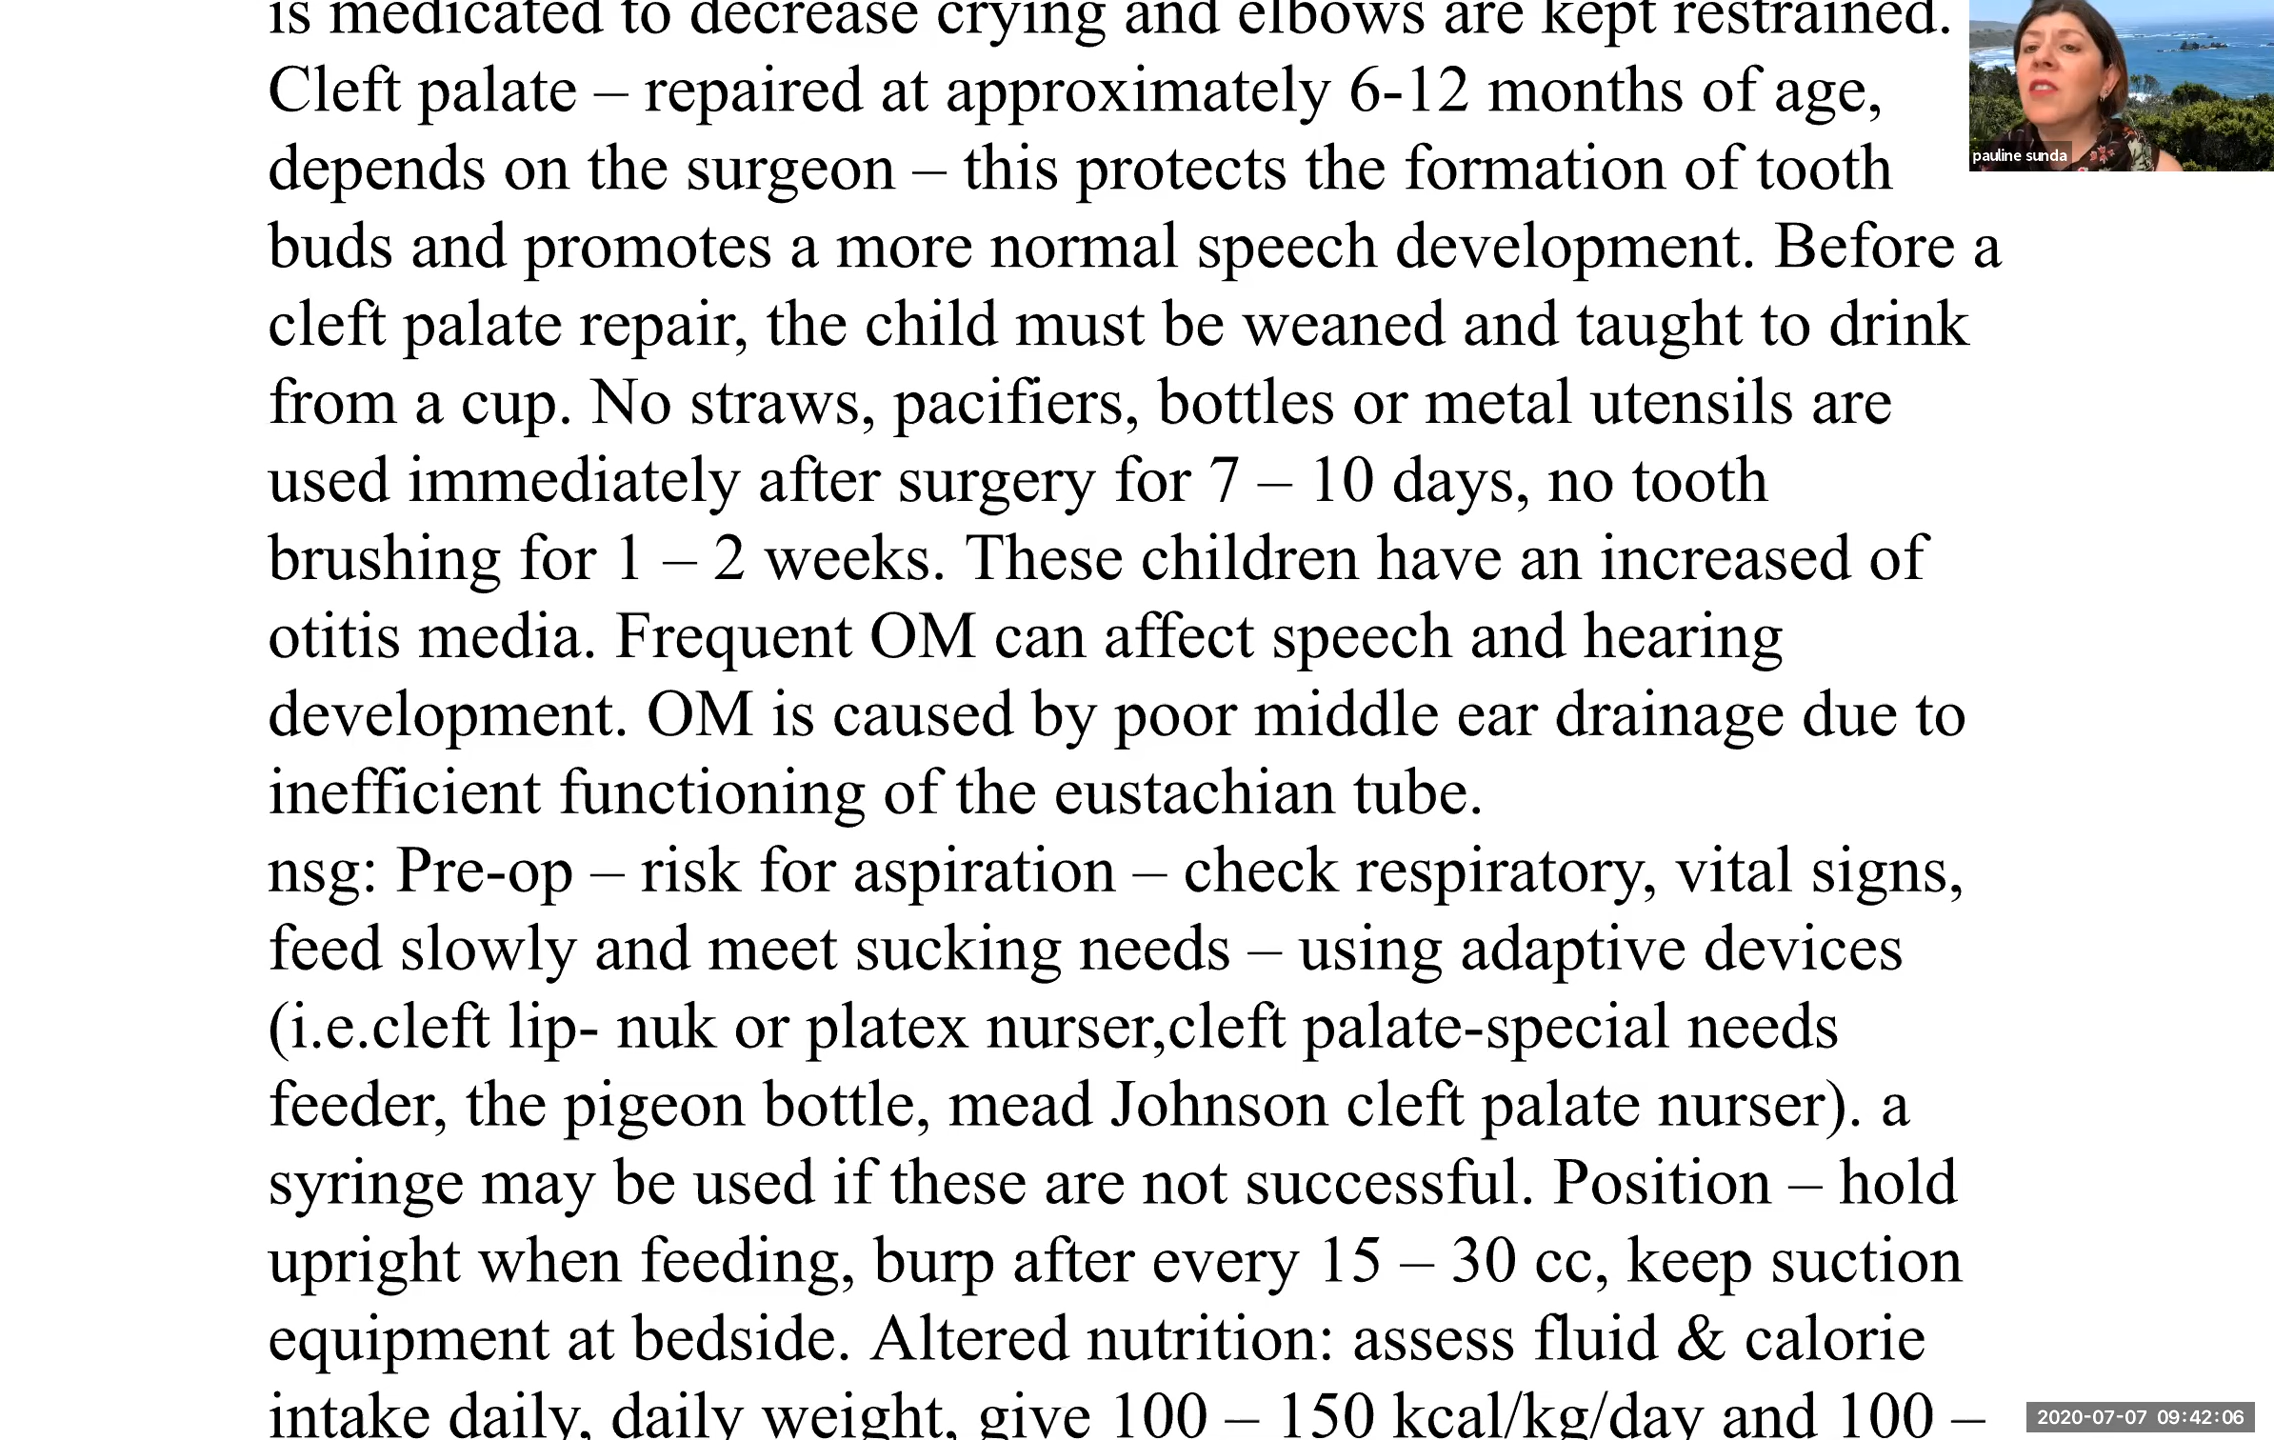 is medicated to decrease crying and elbows are kept restrained.
Cleft palate – repaired at approximately 6-12 months of age,
depends on the surgeon – this protects the formation of tooth
buds and promotes a more normal speech development. Before a
cleft palate repair, the child must be weaned and taught to drink
from a cup. No straws, pacifiers, bottles or metal utensils are
used immediately after surgery for 7 – 10 days, no tooth
brushing for 1 – 2 weeks. These children have an increased of
otitis media. Frequent OM can affect speech and hearing
development. OM is caused by poor middle ear drainage due to
inefficient functioning of the eustachian tube.
nsg: Pre-op – risk for aspiration – check respiratory, vital signs,
feed slowly and meet sucking needs – using adaptive devices
(i.e.cleft lip- nuk or platex nurser,cleft palate-special needs
feeder, the pigeon bottle, mead Johnson cleft palate nurser). a
syringe may be used if these are not successful. Position – hold
upright when feeding, burp after every 15 – 30 cc, keep suction
equipment at bedside. Altered nutrition: assess fluid & calorie
intake daily, daily weight, give 100 – 150 kcal/kg/day and 100 –
pauline sunda
2020-07-07 09:42:06